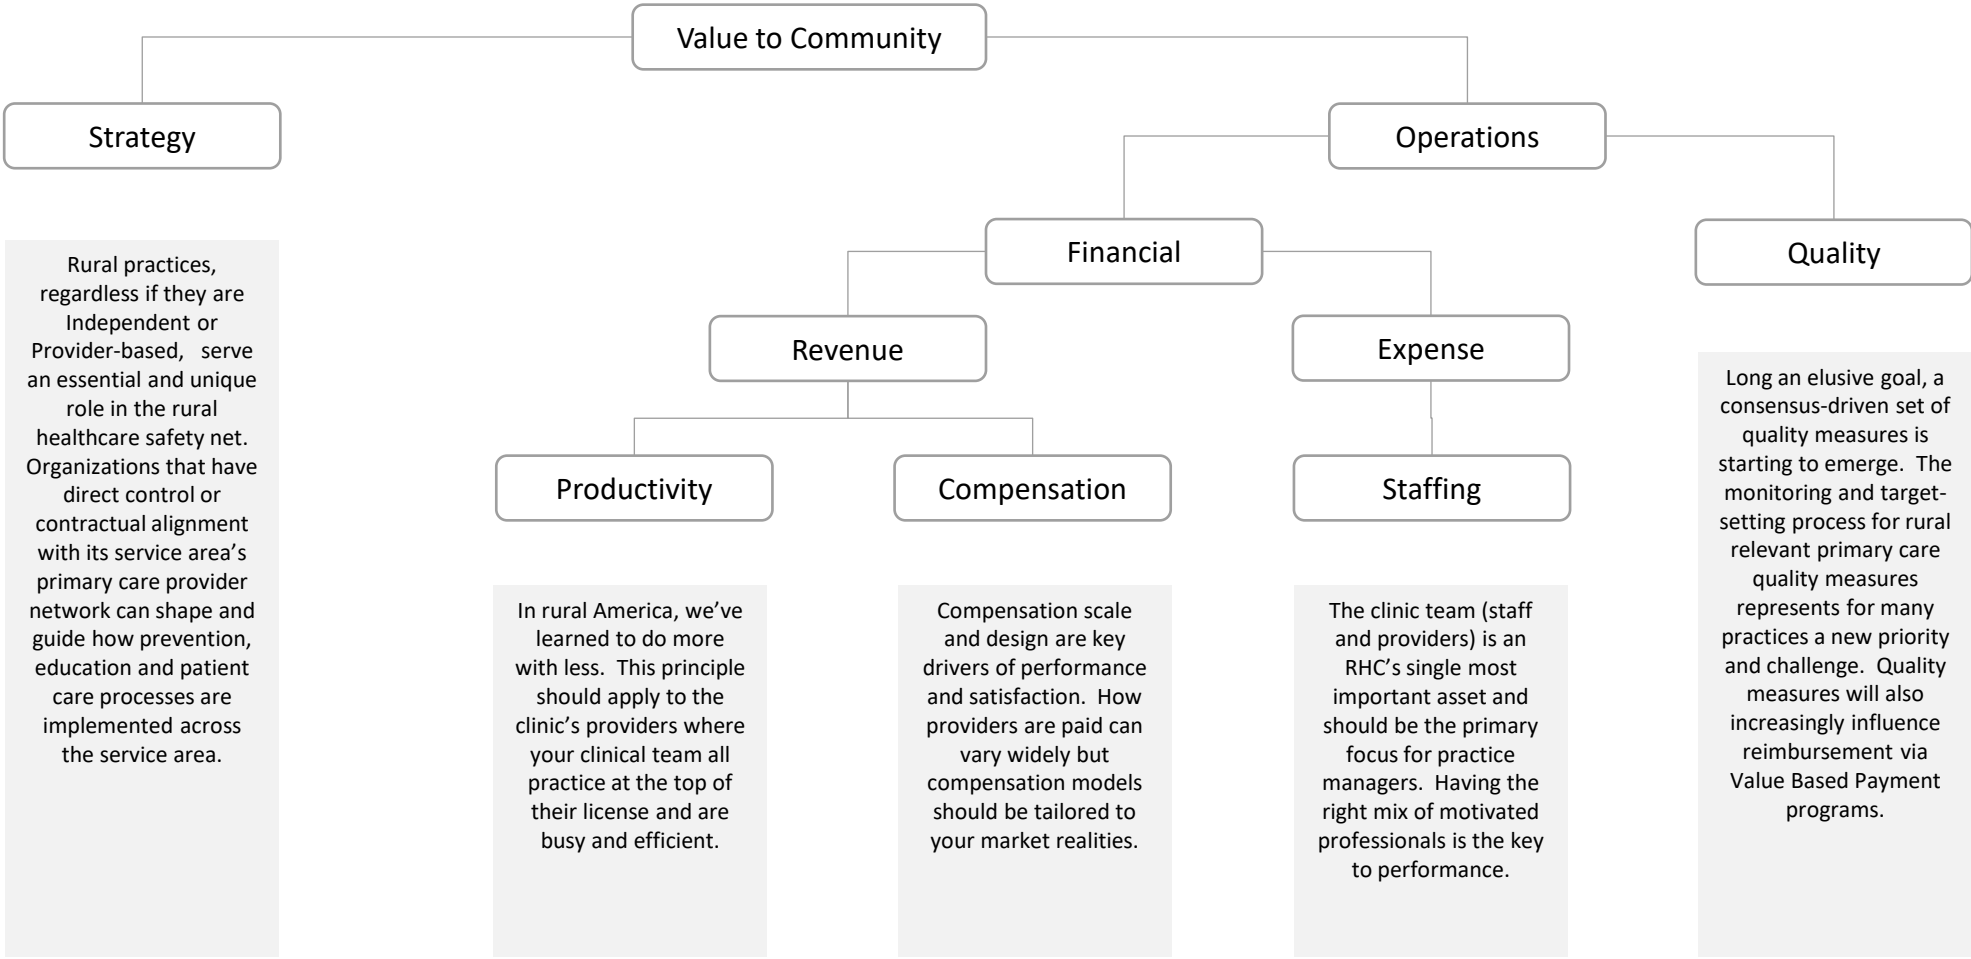 Value to Community
Strategy
Operations
Financial
Quality
Revenue
Expense
Productivity
Compensation
Staffing
Rural practices,
regardless if they are
Independent or
Provider-based,   serve
an essential and unique
role in the rural
healthcare safety net.
Organizations that have
direct control or
contractual alignment
with its service area’s
primary care provider
network can shape and
guide how prevention,
education and patient
care processes are
implemented across
the service area.
In rural America, we’ve
learned to do more
with less.  This principle
should apply to the
clinic’s providers where
your clinical team all
practice at the top of
their license and are
busy and efficient.
Compensation scale
and design are key
drivers of performance
and satisfaction.  How
providers are paid can
vary widely but
compensation models
should be tailored to
your market realities.
The clinic team (staff
and providers) is an
RHC’s single most
important asset and
should be the primary
focus for practice
managers.  Having the
right mix of motivated
professionals is the key
to performance.
Long an elusive goal, a
consensus-driven set of
quality measures is
starting to emerge.  The
monitoring and target-
setting process for rural
relevant primary care
quality measures
represents for many
practices a new priority
and challenge.  Quality
measures will also
increasingly influence
reimbursement via
Value Based Payment
programs.